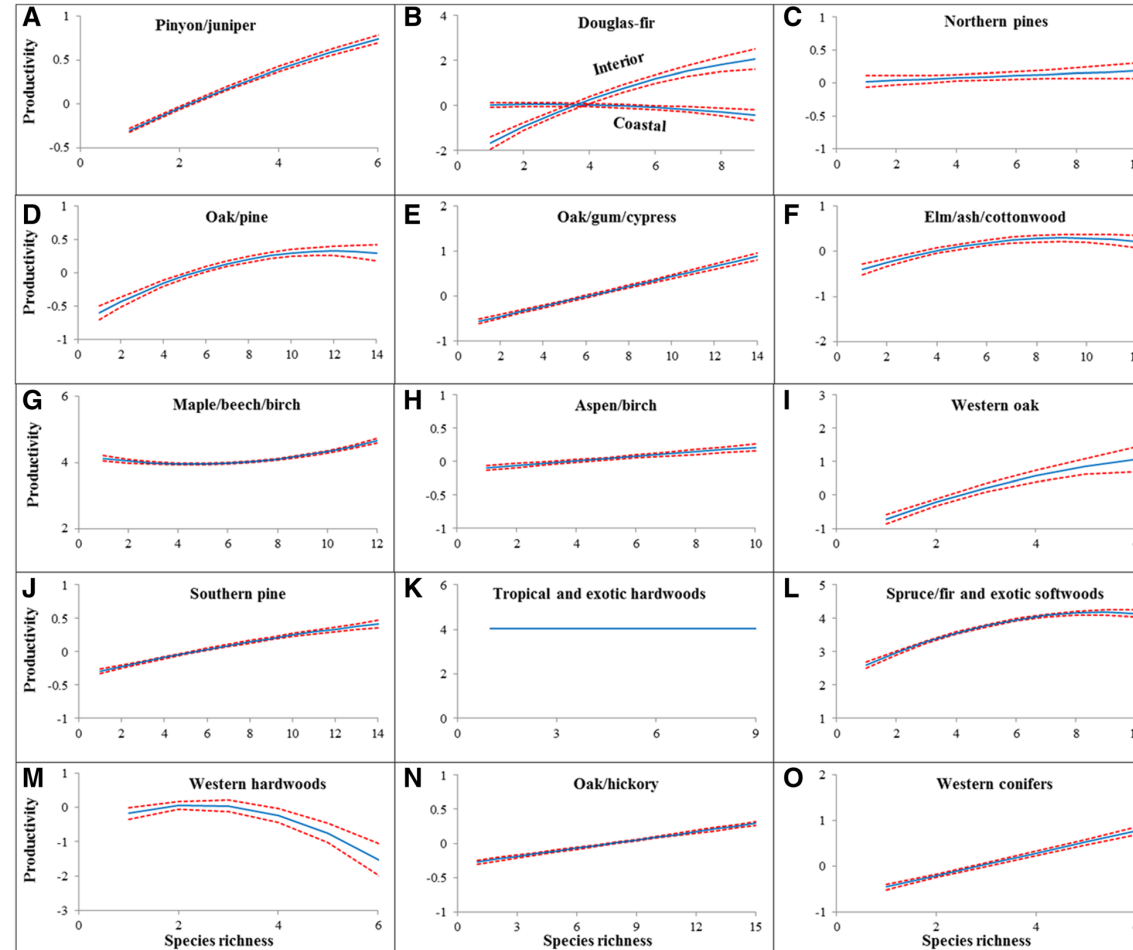 A
Pinyon/juniper
Productivity
1
0.5
0
-0.5
0 2 4 6
B
Douglas-fir
4
2
0
-2
Interior
Coastal
0 2 4 6 8
C
Northern pines
1
0.5
0
-0.5
-1
0 2 4 6 8
D
Oak/pine
Productivity
1
0.5
0
-0.5
-1
0 2 4 6 8 10 12 14
E
Oak/gum/cypress
2
1
0
-1
0 2 4 6 8 10 12 14
F
Elm/ash/cottonwood
1
0
-1
-2
0 2 4 6 8 10
G
Maple/beech/birch
Productivity
6
4
2
0 2 4 6 8 10 12
H
Aspen/birch
1
0.5
0
-0.5
-1
0 2 4 6 8 10
I
Western oak
3
2
1
0
-1
0 2 4
J
Southern pine
Productivity
1
0.5
0
-0.5
-1
0 2 4 6 8 10 12 14
K
Tropical and exotic hardwoods
6
4
2
0
0 3 6 9
L
Spruce/fir and exotic softwoods
5
4
3
2
1
0 2 4 6 8
M
Western hardwoods
Productivity
1
0
-1
-2
-3
0 2 4 6
Species richness
N
Oak/hickory
1
0.5
0
-0.5
-1
0 3 6 9 12 15
Species richness
O
Western conifers
2
1
0
-1
0 2 4
Species richness